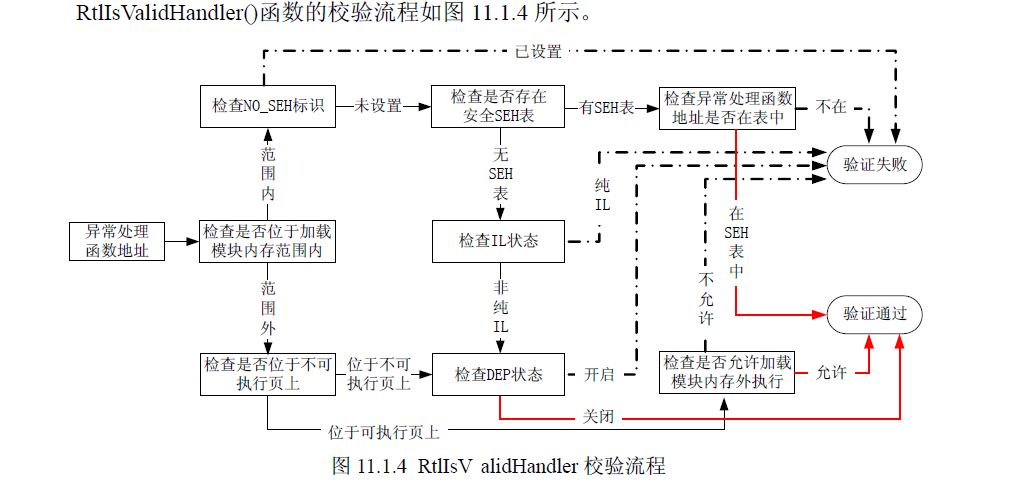 RtlIsValidHandler()函数的校验流程如图 11.1.4 所示。
已设置
检查NO_SEH标识
未设置
检查是否存在
安全SEH表
有SEH表
检查异常处理函数
地址是否在表中
不在
范围内
无SEH表
纯IL
验证失败
异常处理
函数地址
检查是否位于加载
模块内存范围内
检查IL状态
在SEH表中
范围外
非纯IL
不允许
验证通过
检查是否位于不可
执行页上
位于不可
执行页上
检查DEP状态
开启
检查是否允许加载
模块内存外执行
允许
关闭
位于可执行页上
图 11.1.4 RtlIsV alidHandler 校验流程